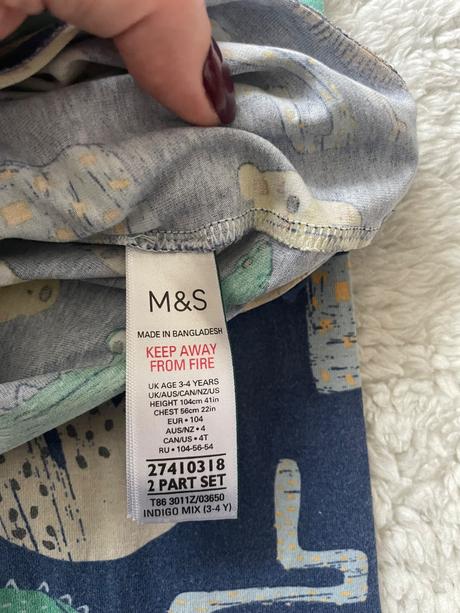 M&S
MADE IN BANGLADESH
KEEP AWAY
FROM FIRE
UK AGE 3-4 YEARS
UK/AUS/CAN/NZ/US
HEIGHT 104cm 41in
CHEST 56cm 22in
EUR • 104
AUS/NZ • 4
CAN/US • 4T
RU • 104-56-54
27410318
2 PART SET
T86 3011Z/03650
INDIGO MIX (3-4 Y)